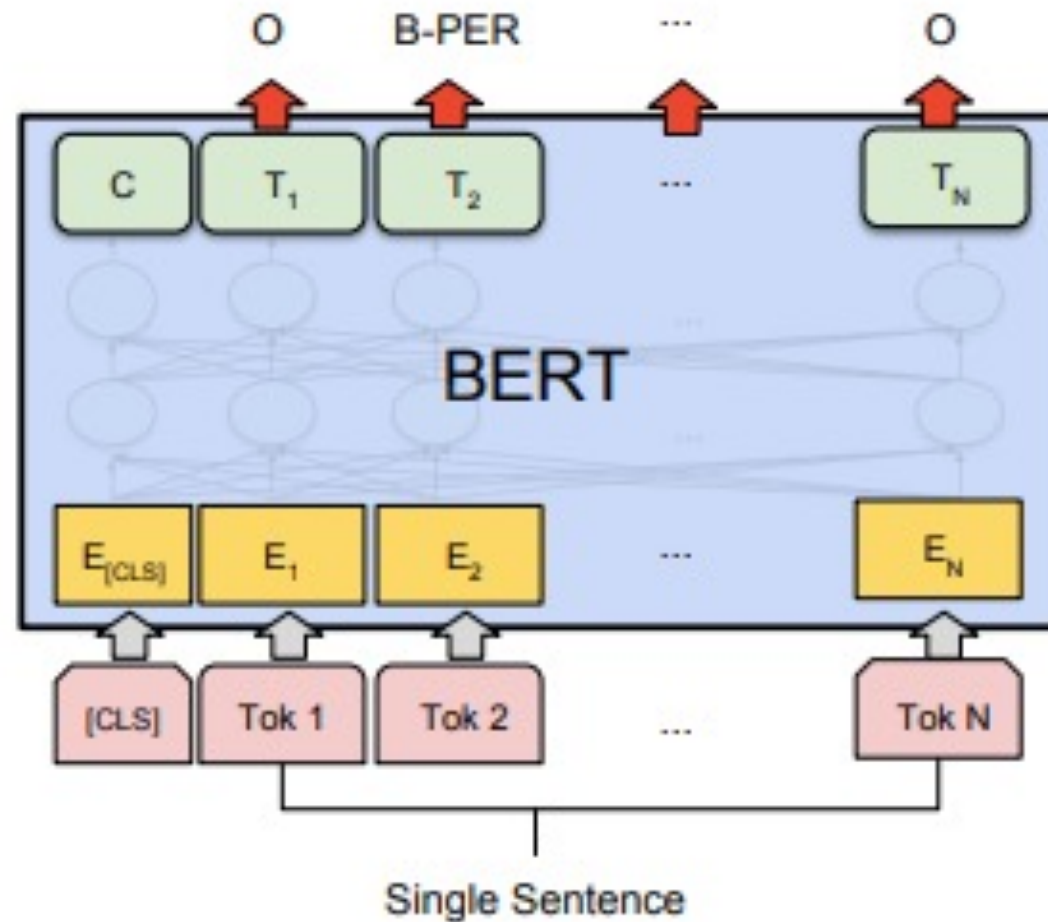 O B-PER ... O
C T1 T2 ... TN
...
BERT
...
E[CLS] E1 E2 ... EN
[CLS] Tok 1 Tok 2 ... Tok N
Single Sentence